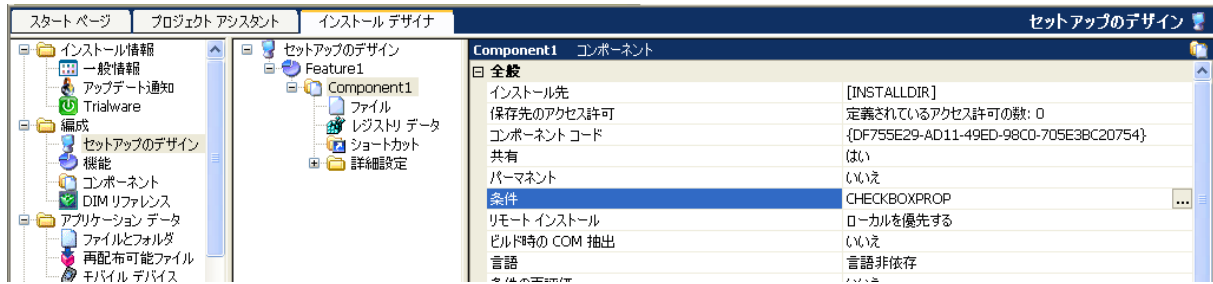 スタート ページ
プロジェクト アシスタント
インストール デザイナ
セットアップのデザイン
インストール情報
一般情報
アップデート通知
Trialware
編成
セットアップのデザイン
機能
コンポーネント
DIM リファレンス
アプリケーション データ
ファイルとフォルダ
再配布可能ファイル
モバイル デバイス
セットアップのデザイン
Feature1
Component1
ファイル
レジストリ データ
ショートカット
詳細設定
Component1 コンポーネント
全般
インストール先 [INSTALLDIR]
保存先のアクセス許可 定義されているアクセス許可の数: 0
コンポーネント コード {DF755E29-AD11-49ED-98C0-705E3BC20754}
共有 はい
パーマネント いいえ
条件 CHECKBOXPROP ...
リモート インストール ローカルを優先する
ビルド時の COM 抽出 いいえ
言語 言語非依存
条件の再評価 いいえ